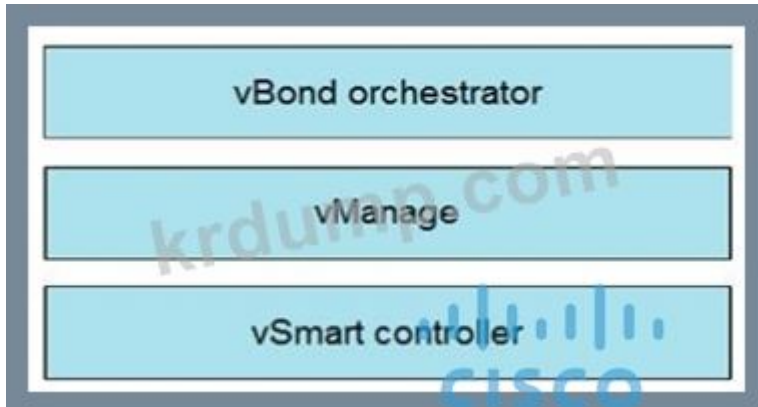 vBond orchestrator
vManage
krdump.com
vSmart controller
CISCO